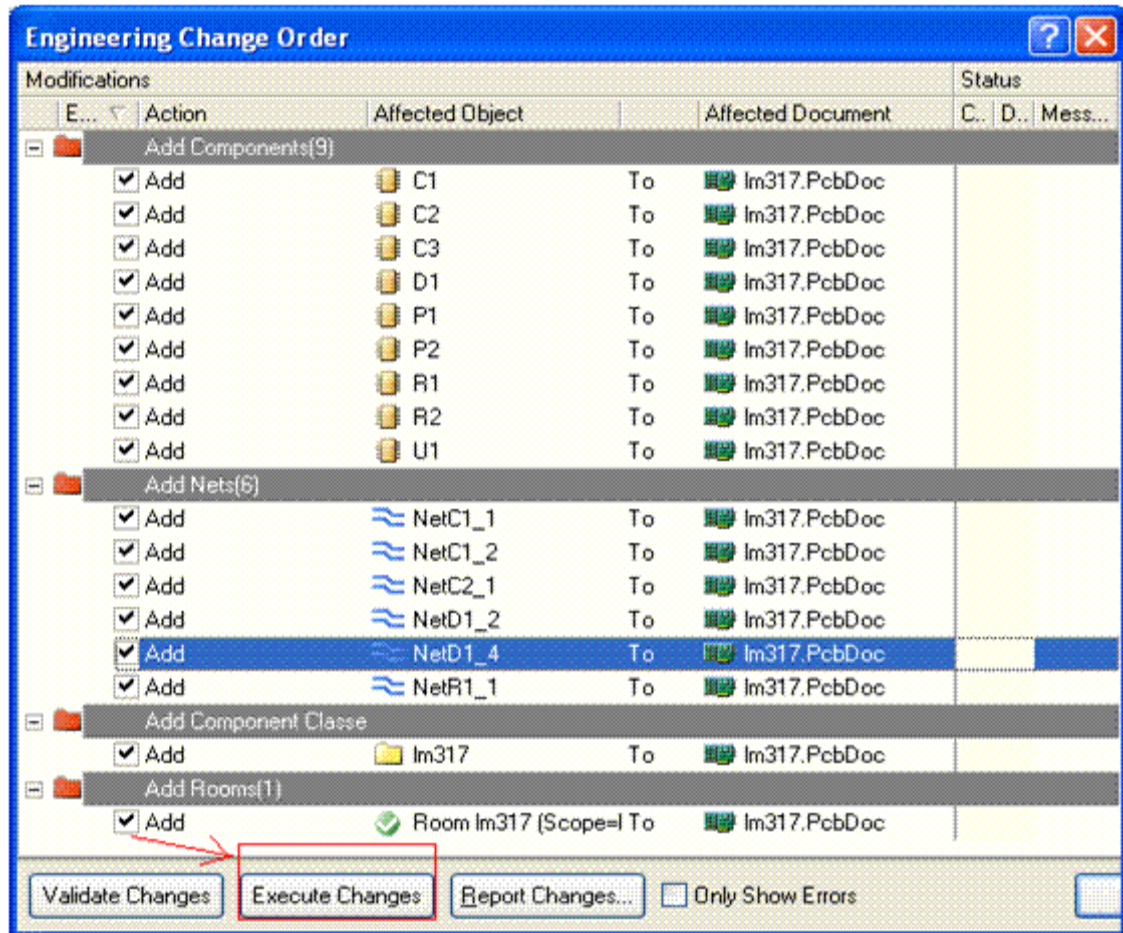 Engineering Change Order
Modifications Status
E... Action Affected Object Affected Document C.. D.. Mess...
Add Components(9)
Add C1 To lm317.PcbDoc
Add C2 To lm317.PcbDoc
Add C3 To lm317.PcbDoc
Add D1 To lm317.PcbDoc
Add P1 To lm317.PcbDoc
Add P2 To lm317.PcbDoc
Add R1 To lm317.PcbDoc
Add R2 To lm317.PcbDoc
Add U1 To lm317.PcbDoc
Add Nets(6)
Add NetC1_1 To lm317.PcbDoc
Add NetC1_2 To lm317.PcbDoc
Add NetC2_1 To lm317.PcbDoc
Add NetD1_2 To lm317.PcbDoc
Add NetD1_4 To lm317.PcbDoc
Add NetR1_1 To lm317.PcbDoc
Add Component Classe
Add lm317 To lm317.PcbDoc
Add Rooms(1)
Add Room lm317 (Scope=I To lm317.PcbDoc
Validate Changes Execute Changes Report Changes... Only Show Errors